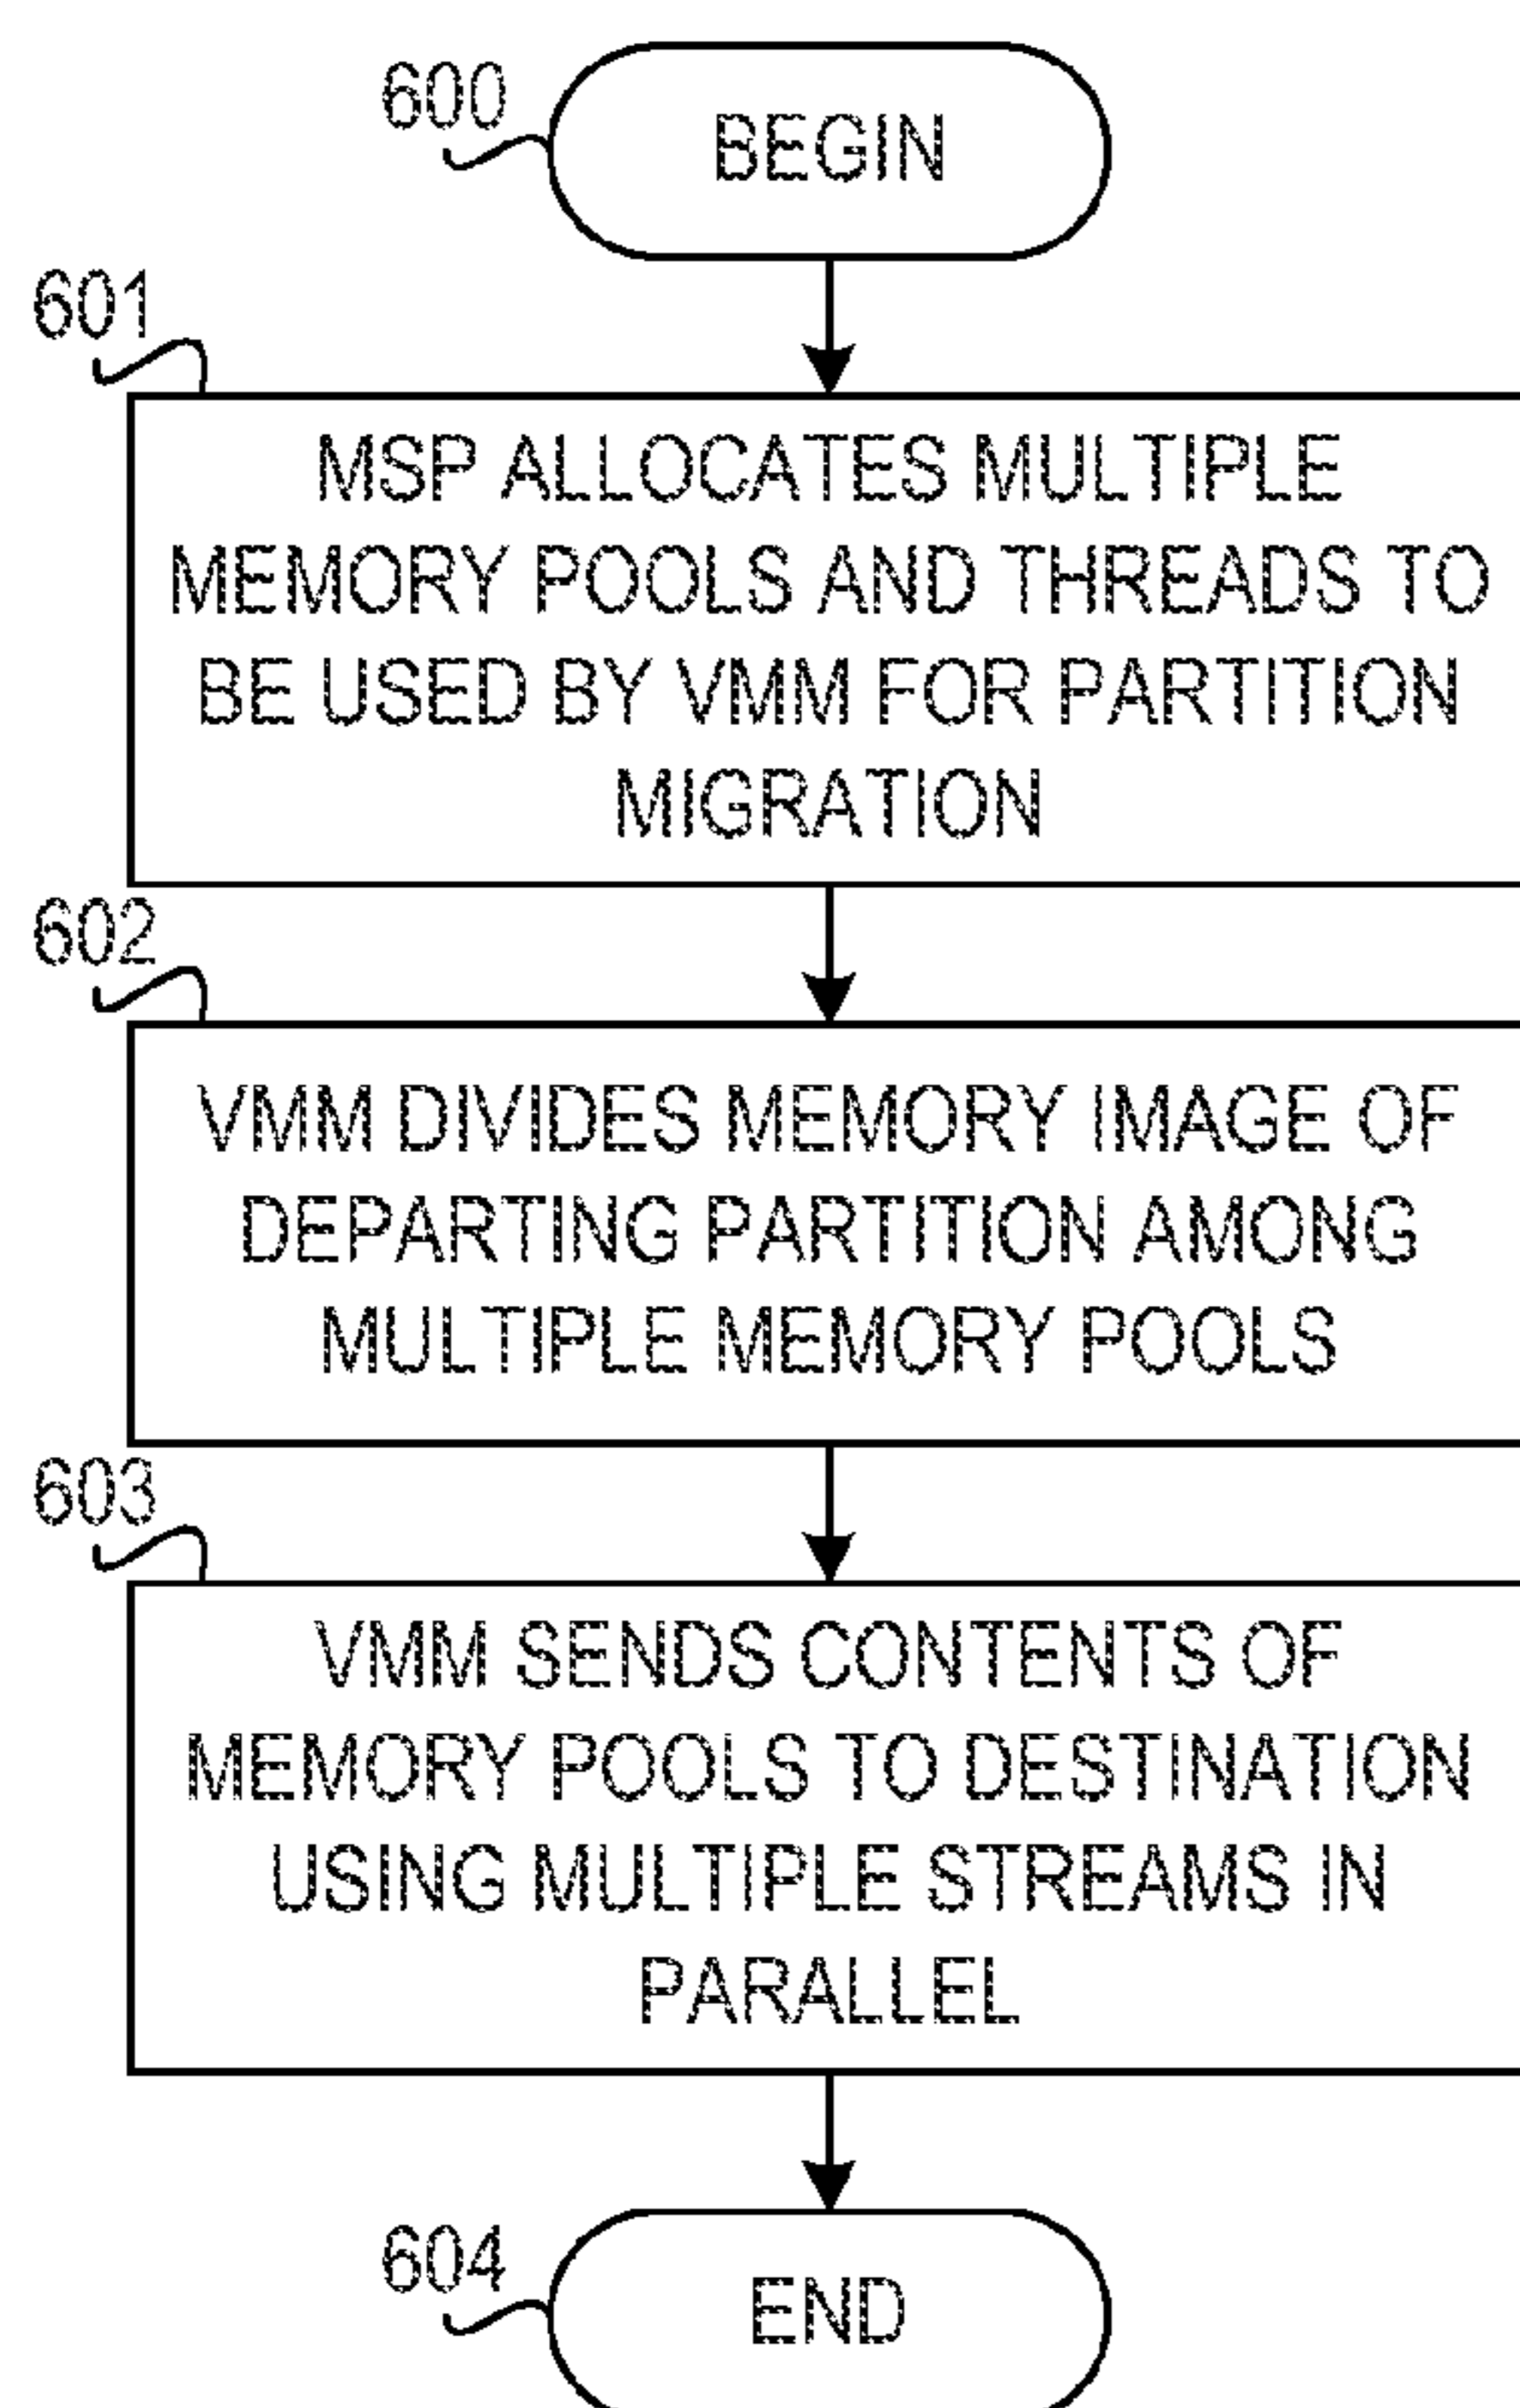 600
BEGIN
601
MSP ALLOCATES MULTIPLE
MEMORY POOLS AND THREADS TO
BE USED BY VMM FOR PARTITION
MIGRATION
602
VMM DIVIDES MEMORY IMAGE OF
DEPARTING PARTITION AMONG
MULTIPLE MEMORY POOLS
603
VMM SENDS CONTENTS OF
MEMORY POOLS TO DESTINATION
USING MULTIPLE STREAMS IN
PARALLEL
604
END